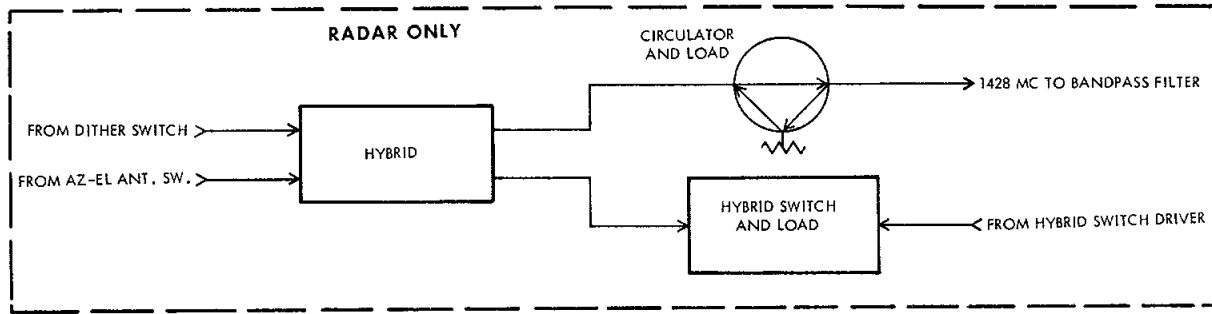 RADAR ONLY
CIRCULATOR
AND LOAD
1428 MC TO BANDPASS FILTER
FROM DITHER SWITCH
HYBRID
FROM AZ-EL ANT. SW.
HYBRID SWITCH
AND LOAD
FROM HYBRID SWITCH DRIVER